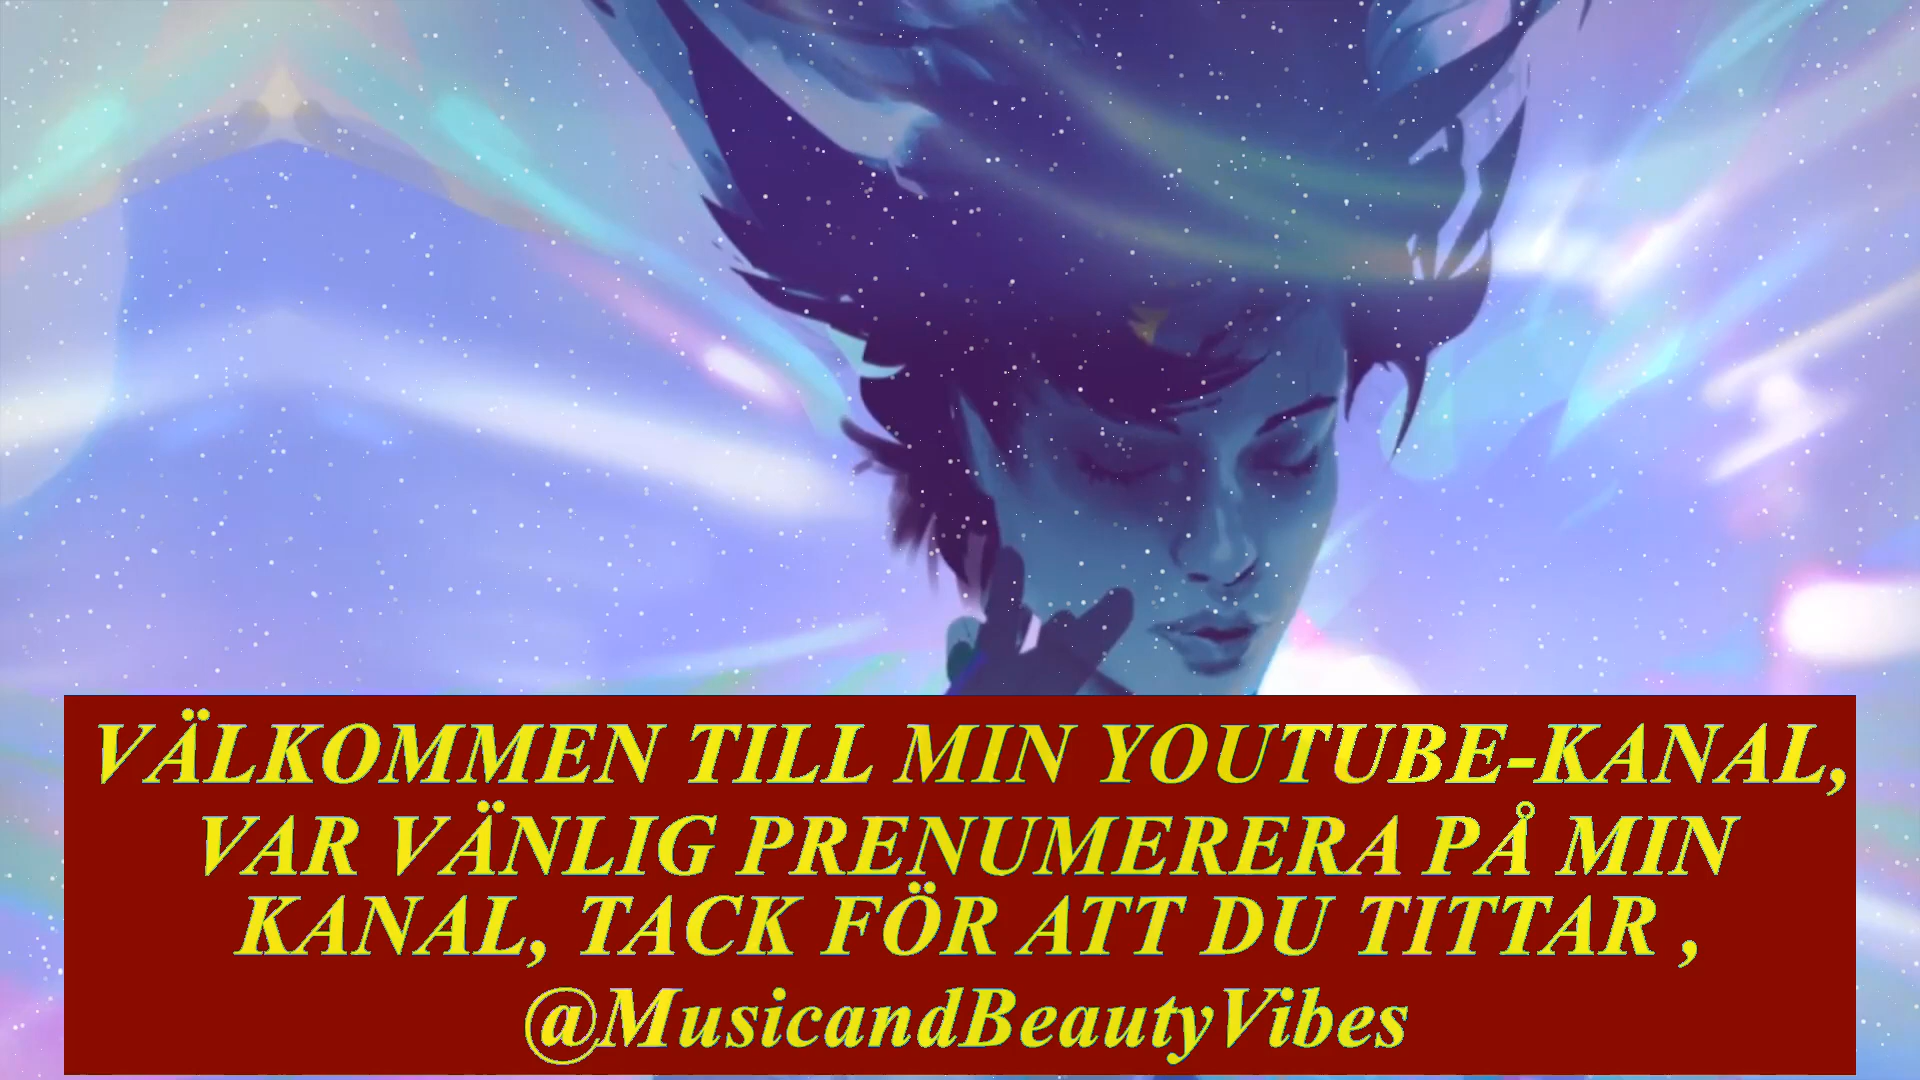 VÄLKOMMEN TILL MIN YOUTUBE-KANAL,
VAR VÄNLIG PRENUMERERA PÅ MIN
KANAL, TACK FÖR ATT DU TITTAR ,
@MusicandBeautyVibes